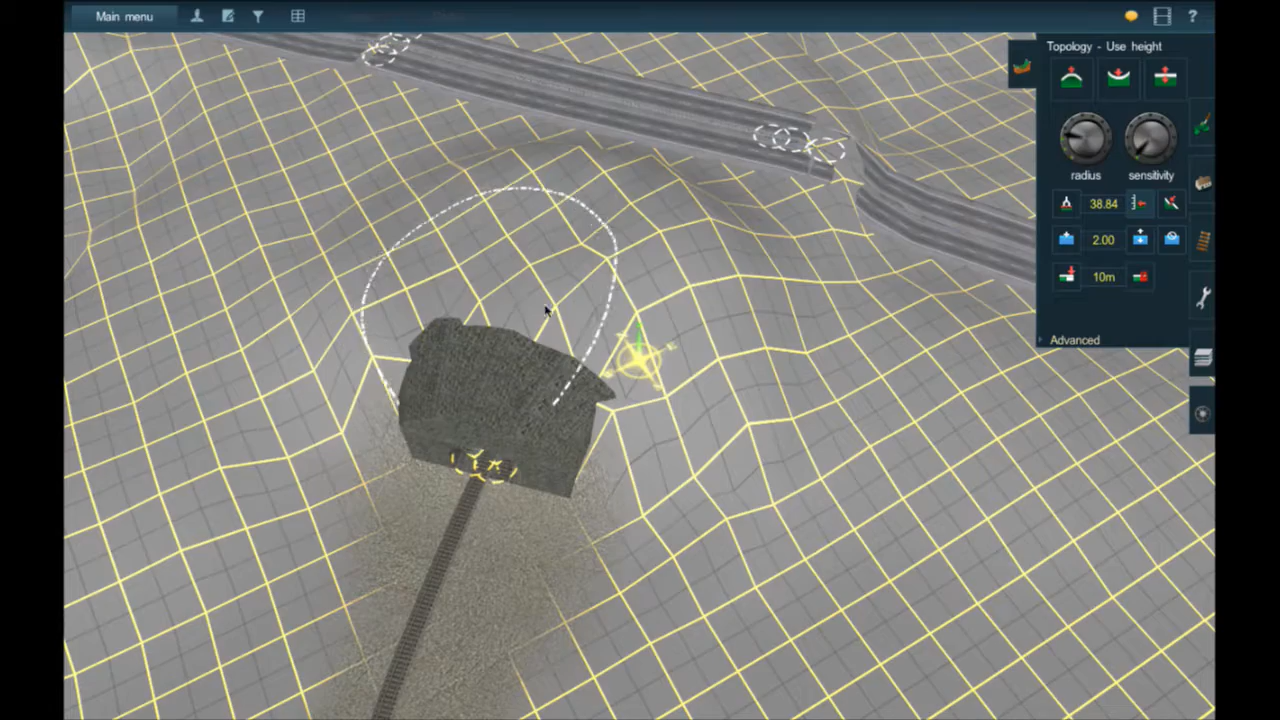 Main menu
?
Topology - Use height
radius sensitivity
38.84
2.00
10m
Advanced